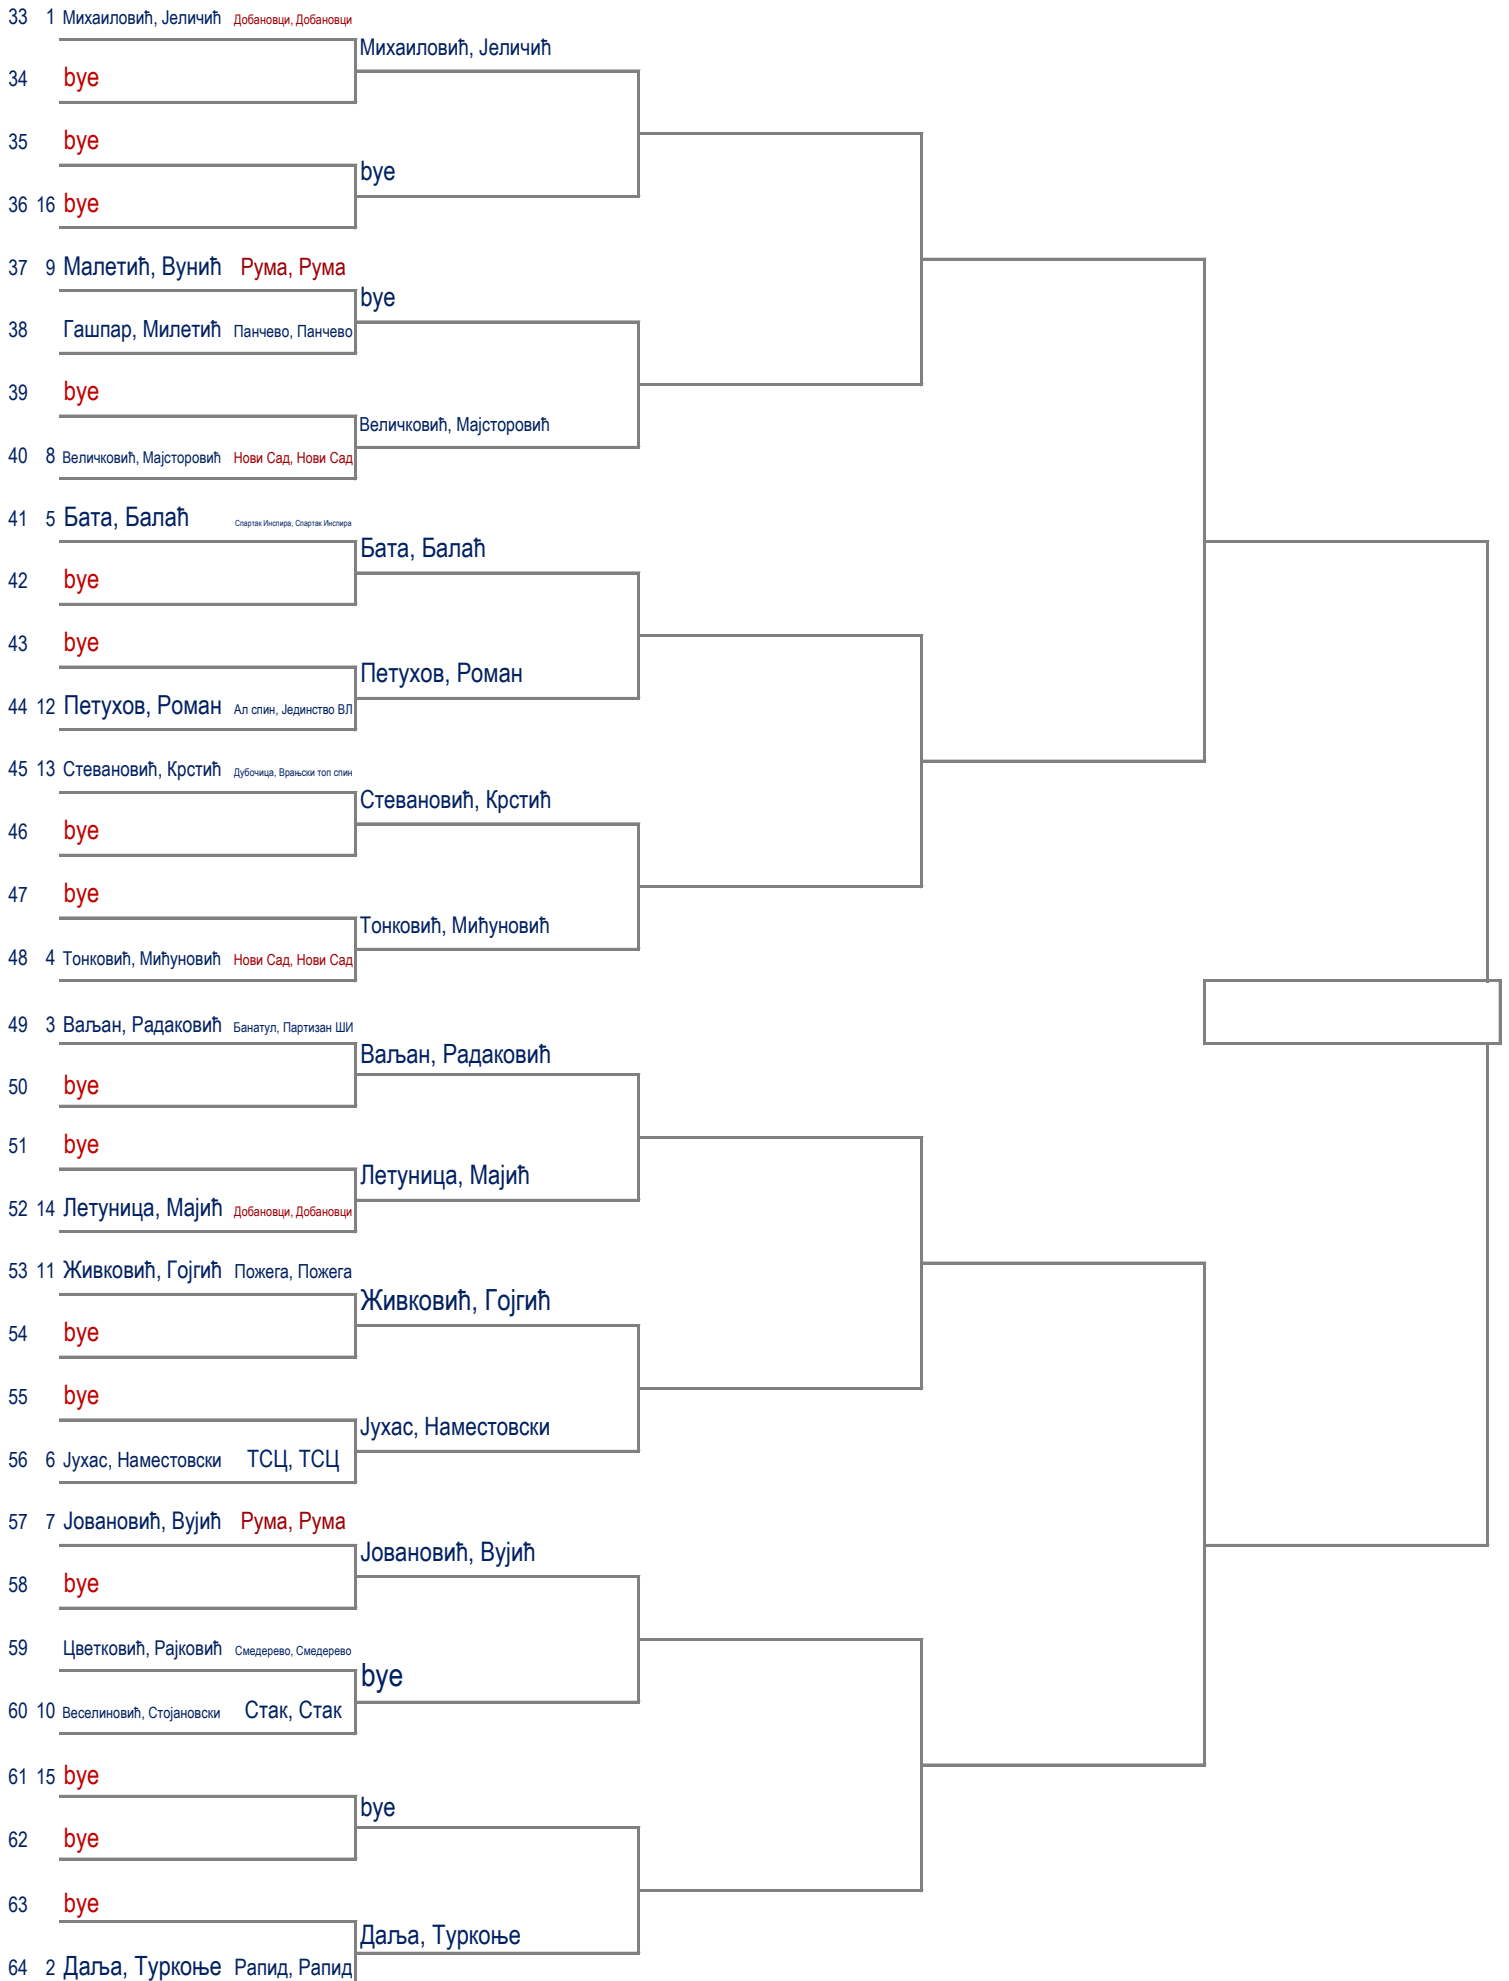 33 1 Михаиловић, Јеличић Добановци, Добановци
Михаиловић, Јеличић
34 bye
35 bye
bye
36 16 bye
37 9 Малетић, Вунић Рума, Рума
bye
38 Гашпар, Милетић Панчево, Панчево
39 bye
Величковић, Мајсторовић
40 8 Величковић, Мајсторовић Нови Сад, Нови Сад
41 5 Бата, Балаћ Спартак Инспира, Спартак Инспира
Бата, Балаћ
42 bye
43 bye
Петухов, Роман
44 12 Петухов, Роман Ал спин, Јединство ВЛ
45 13 Стевановић, Крстић Дубочица, Врањски топ спин
Стевановић, Крстић
46 bye
47 bye
Тонковић, Мићуновић
48 4 Тонковић, Мићуновић Нови Сад, Нови Сад
49 3 Ваљан, Радаковић Банатул, Партизан ШИ
Ваљан, Радаковић
50 bye
51 bye
Летуница, Мајић
52 14 Летуница, Мајић Добановци, Добановци
53 11 Живковић, Гојгић Пожега, Пожега
Живковић, Гојгић
54 bye
55 bye
Јухас, Наместовски
56 6 Јухас, Наместовски ТСЦ, ТСЦ
57 7 Јовановић, Вујић Рума, Рума
Јовановић, Вујић
58 bye
59 Цветковић, Рајковић Смедерево, Смедерево
bye
60 10 Веселиновић, Стојановски Стак, Стак
61 15 bye
bye
62 bye
63 bye
Даља, Туркоње
64 2 Даља, Туркоње Рапид, Рапид